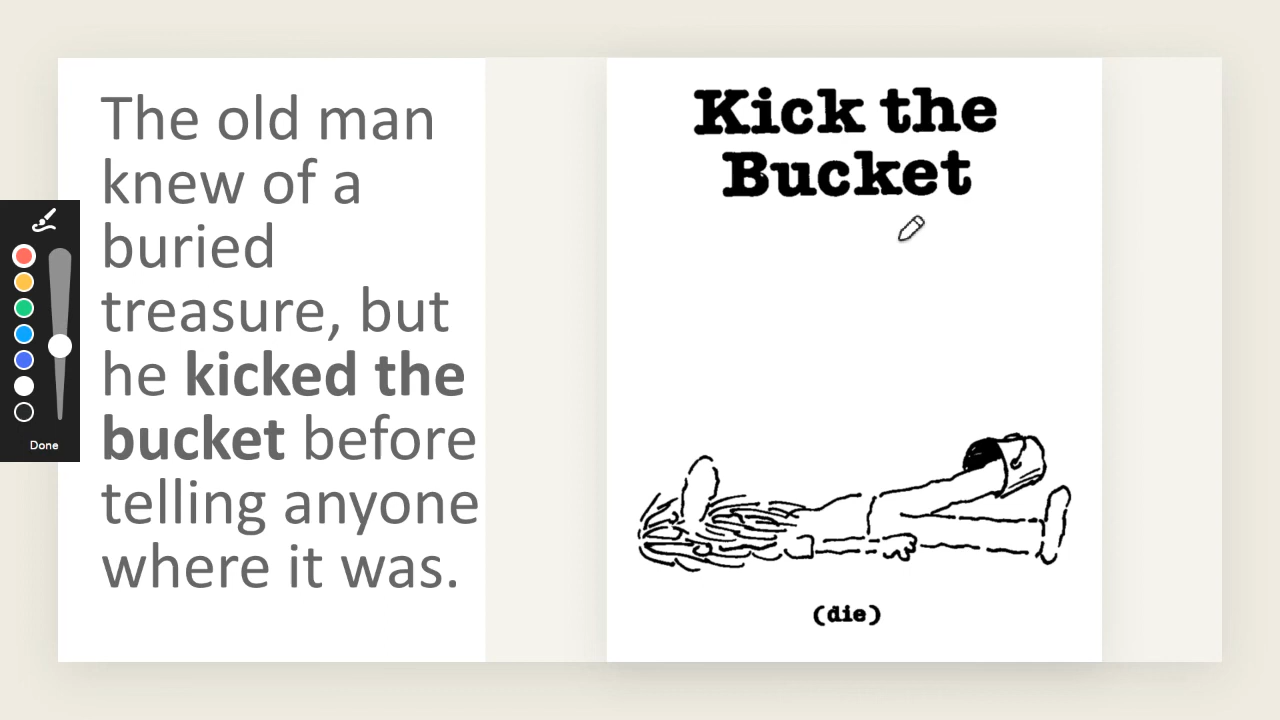 The old man
knew of a
buried
treasure, but
he kicked the
bucket before
telling anyone
where it was.
Kick the
Bucket
(die)
Done